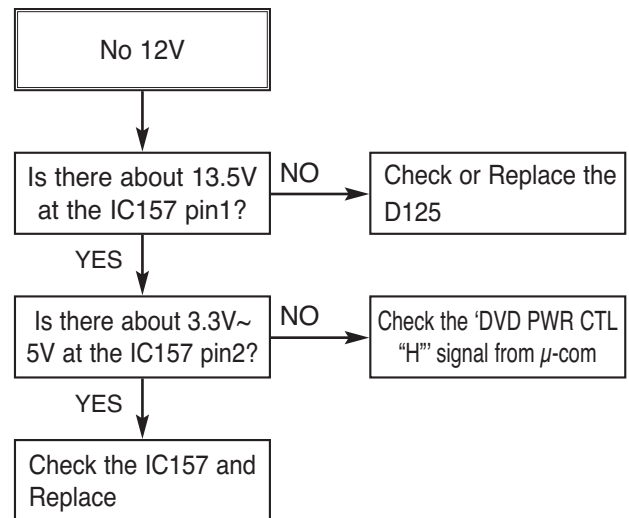 No 12V
Is there about 13.5V
at the IC157 pin1?
NO
Check or Replace the
D125
YES
Is there about 3.3V~
5V at the IC157 pin2?
NO
Check the ‘DVD PWR CTL
“H”’ signal from µ-com
YES
Check the IC157 and
Replace